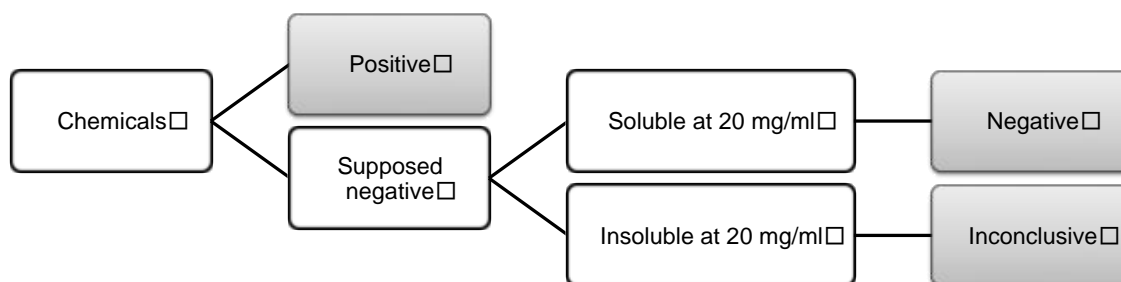 Positive□
Chemicals□
Soluble at 20 mg/ml□
Negative□
Supposed
negative□
Insoluble at 20 mg/ml□
Inconclusive□